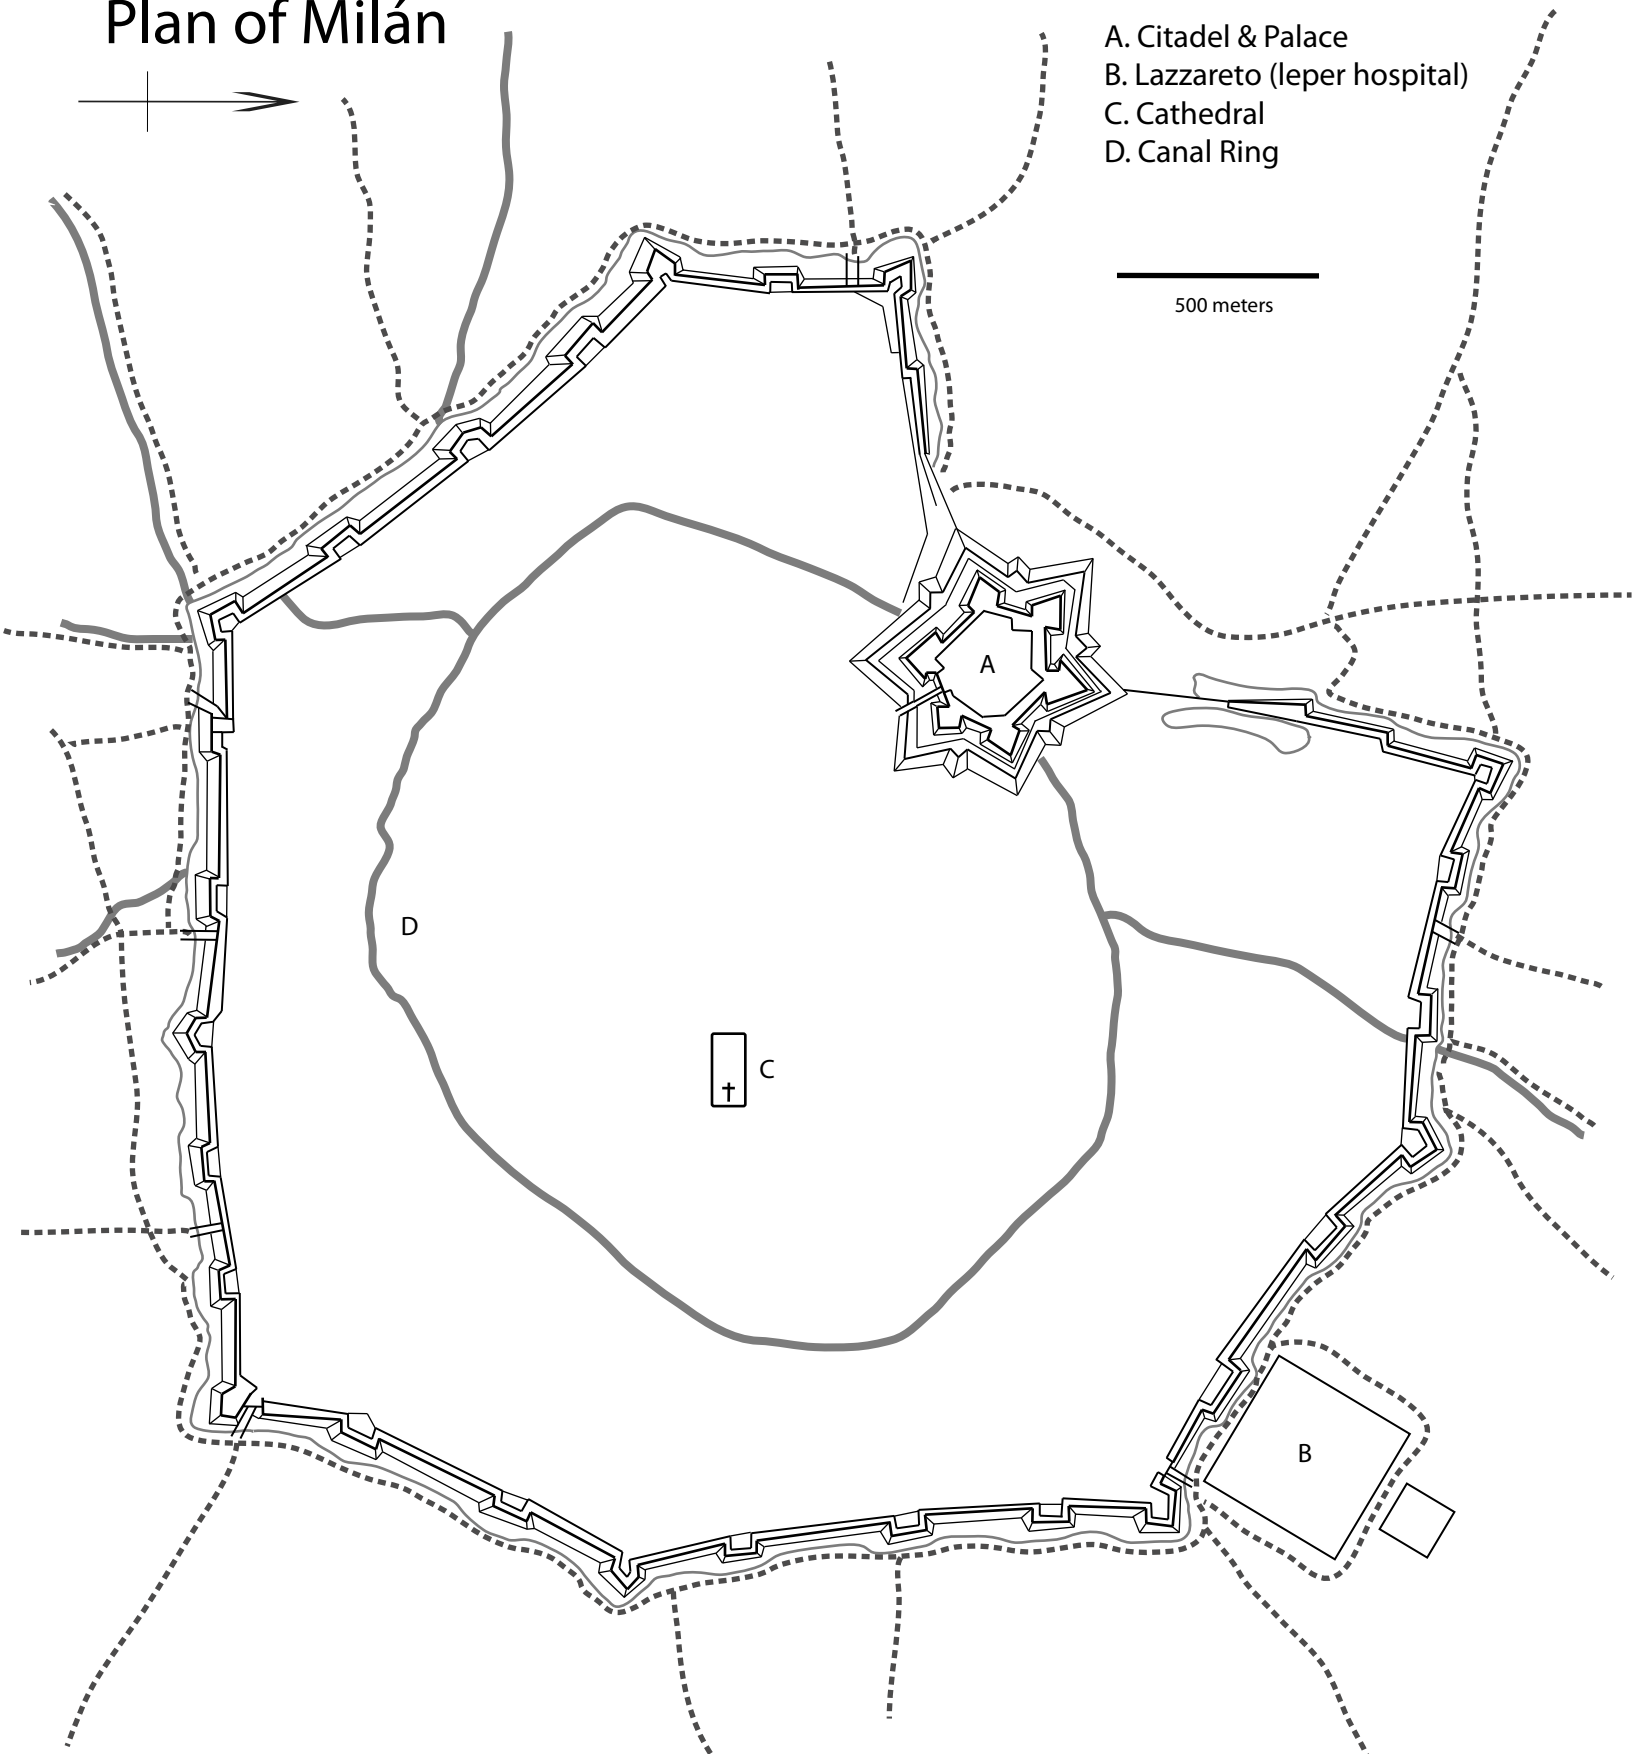 Plan of Milán
A. Citadel & Palace
B. Lazzareto (leper hospital)
C. Cathedral
D. Canal Ring
500 meters
A
D
C
B